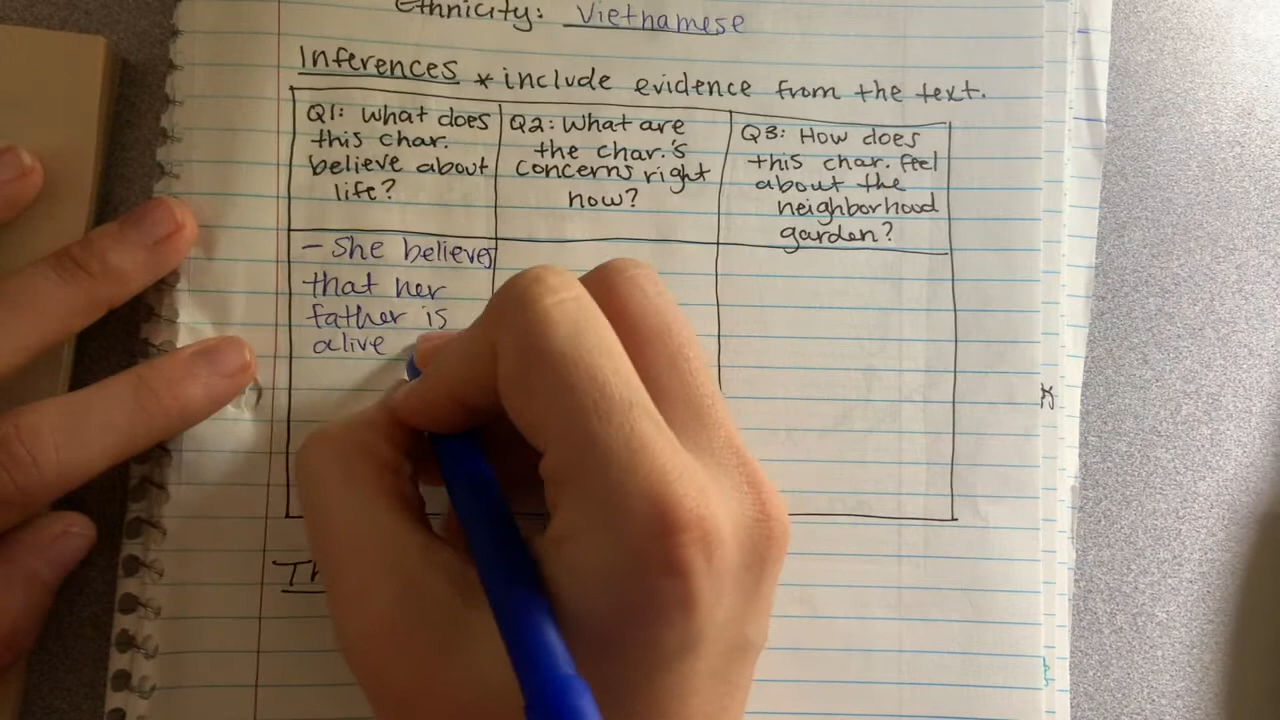 Ethnicity: Vietnamese
Inferences * include evidence from the text.
Q1: What does
this char.
believe about
life?
Q2: What are
the char.'s
concerns right
now?
Q3: How does
this char. feel
about the
neighborhood
garden?
- She believes
that her
father is
alive
Th